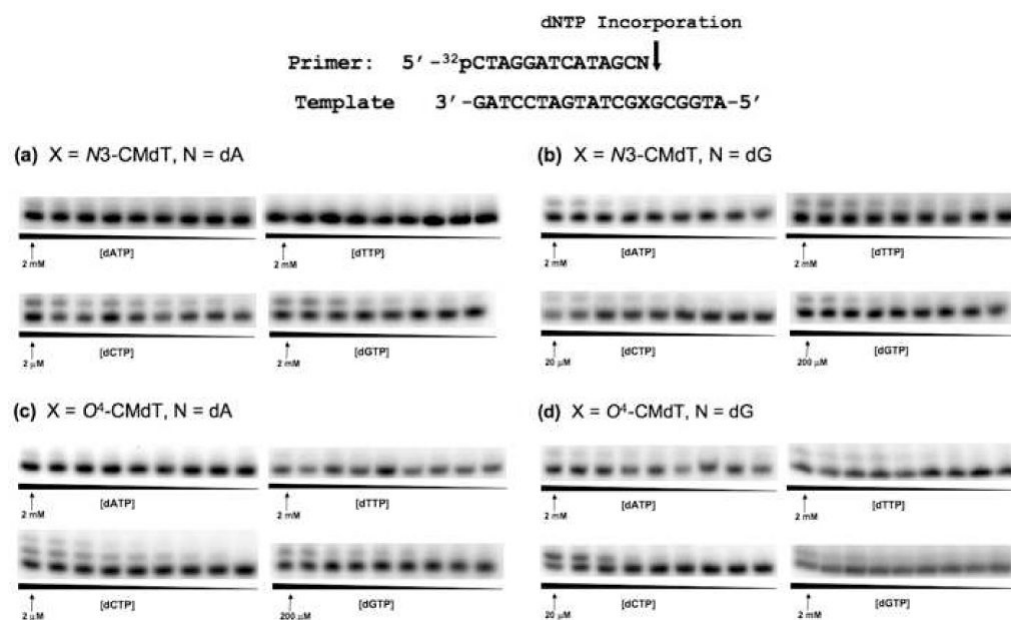 dNTP Incorporation
Primer: 5′-³²pCTAGGATCATAGCN
Template 3′-GATCCTAGTATCGXGCGGTA-5′
(a) X = N3-CMdT, N = dA
(b) X = N3-CMdT, N = dG
2 mM [dATP] 2 mM [dTTP] 2 mM [dATP] 2 mM [dTTP]
2 μM [dCTP] 2 mM [dGTP] 20 μM [dCTP] 200 μM [dGTP]
(c) X = O⁴-CMdT, N = dA
(d) X = O⁴-CMdT, N = dG
2 mM [dATP] 2 mM [dTTP] 2 mM [dATP] 2 mM [dTTP]
2 μM [dCTP] 200 μM [dGTP] 20 μM [dCTP] 2 mM [dGTP]